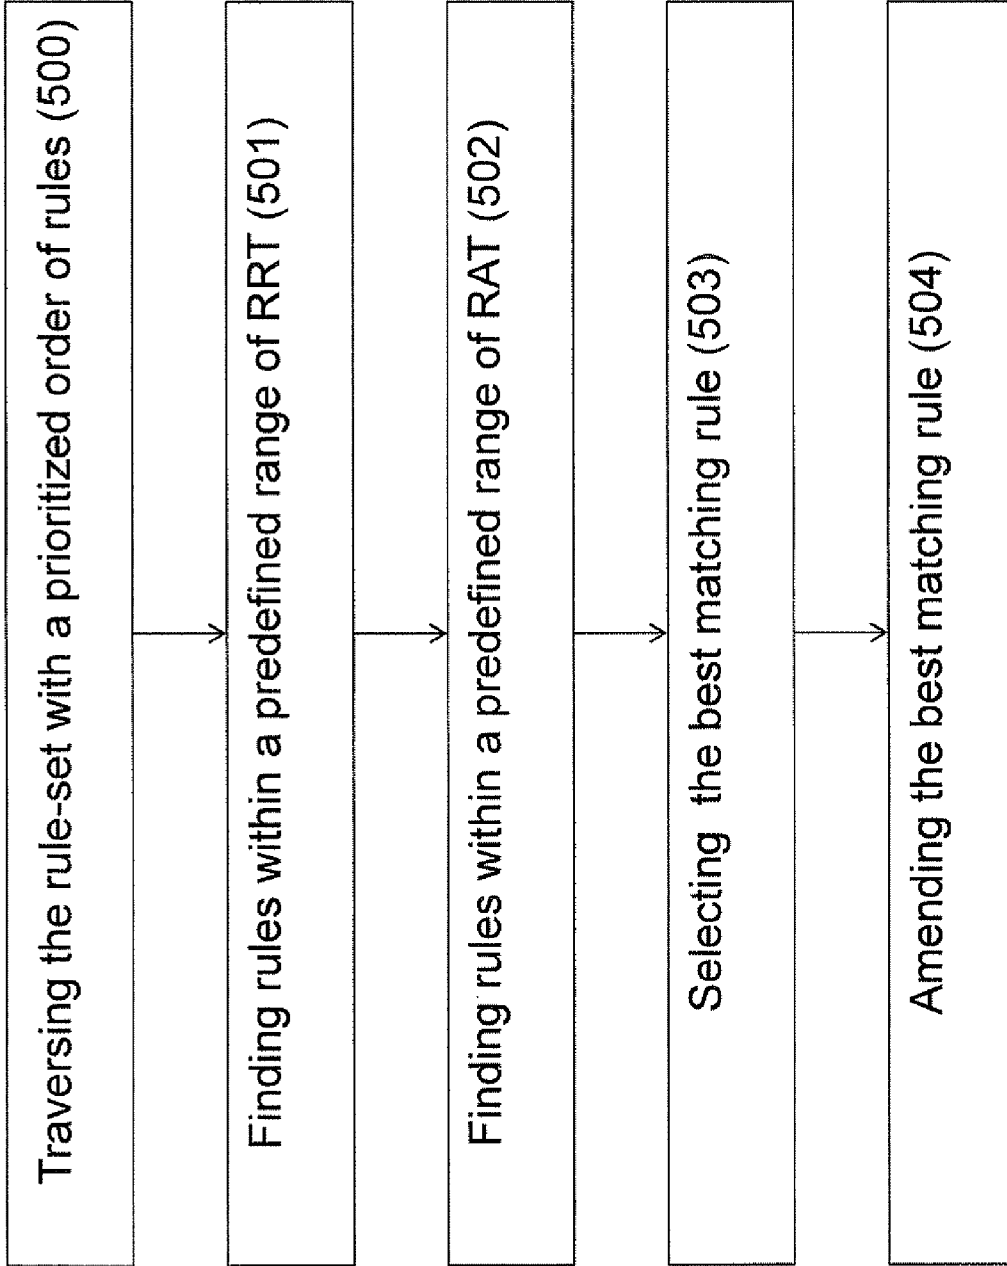 Traversing the rule-set with a prioritized order of rules (500)
Finding rules within a predefined range of RRT (501)
Finding rules within a predefined range of RAT (502)
Selecting the best matching rule (503)
Amending the best matching rule (504)